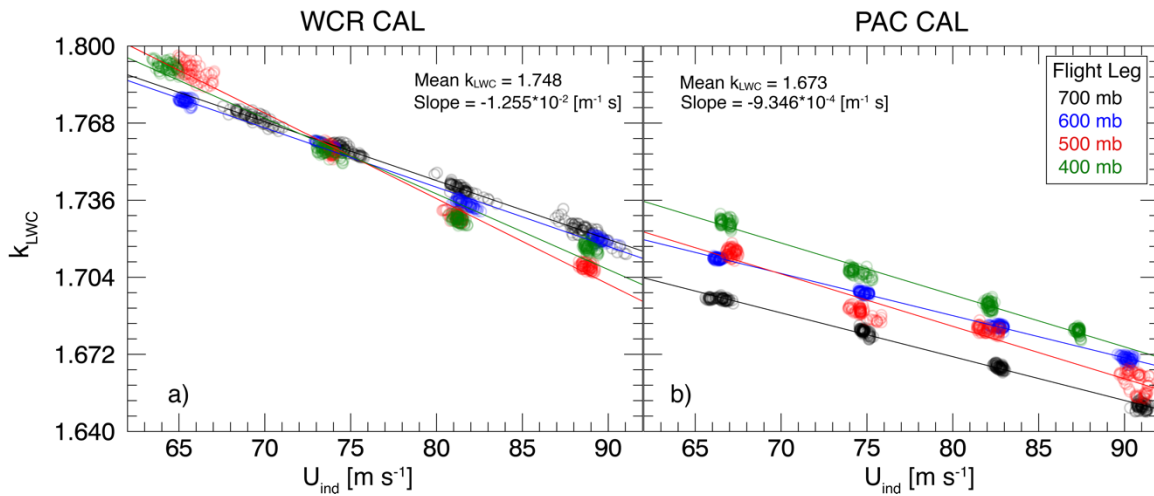 WCR CAL
PAC CAL
1.800
1.768
1.736
1.704
1.672
1.640
k_LWC
Mean k_LWC = 1.748
Slope = -1.255*10⁻² [m⁻¹ s]
Mean k_LWC = 1.673
Slope = -9.346*10⁻⁴ [m⁻¹ s]
Flight Leg
700 mb
600 mb
500 mb
400 mb
a)
b)
65 70 75 80 85 90
65 70 75 80 85 90
U_ind [m s⁻¹]
U_ind [m s⁻¹]